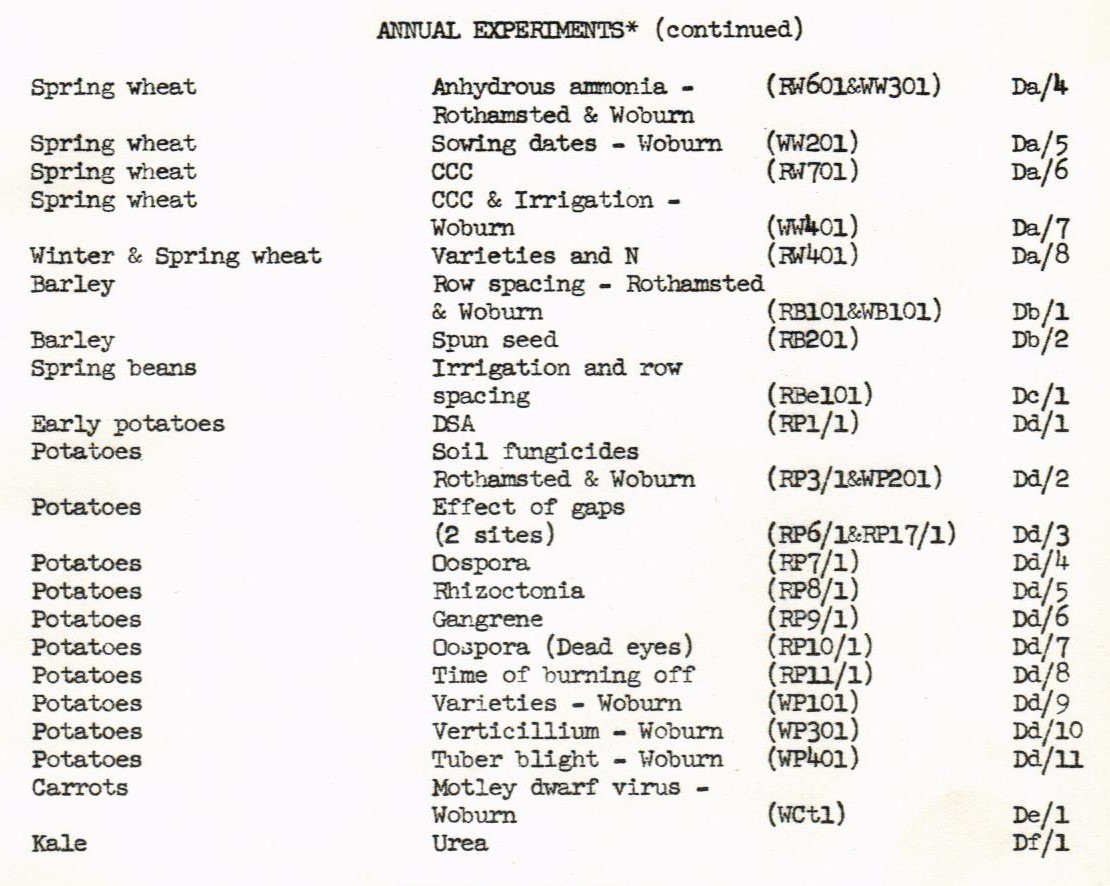 ANNUAL EXPERIMENTS* (continued)
Spring wheat Anhydrous ammonia - (RW601&WW301) Da/4
Rothamsted & Woburn
Spring wheat Sowing dates - Woburn (WW201) Da/5
Spring wheat CCC (RW701) Da/6
Spring wheat CCC & Irrigation -
Woburn (WW401) Da/7
Winter & Spring wheat Varieties and N (RW401) Da/8
Barley Row spacing - Rothamsted
& Woburn (RB101&WB101) Db/1
Barley Spun seed (RB201) Db/2
Spring beans Irrigation and row
spacing (RBe101) Dc/1
Early potatoes DSA (RP1/1) Dd/1
Potatoes Soil fungicides
Rothamsted & Woburn (RP3/1&WP201) Dd/2
Potatoes Effect of gaps
(2 sites) (RP6/1&RP17/1) Dd/3
Potatoes Oospora (RP7/1) Dd/4
Potatoes Rhizoctonia (RP8/1) Dd/5
Potatoes Gangrene (RP9/1) Dd/6
Potatoes Oospora (Dead eyes) (RP10/1) Dd/7
Potatoes Time of burning off (RP11/1) Dd/8
Potatoes Varieties - Woburn (WP101) Dd/9
Potatoes Verticillium - Woburn (WP301) Dd/10
Potatoes Tuber blight - Woburn (WP401) Dd/11
Carrots Motley dwarf virus -
Woburn (WCt1) De/1
Kale Urea Df/1